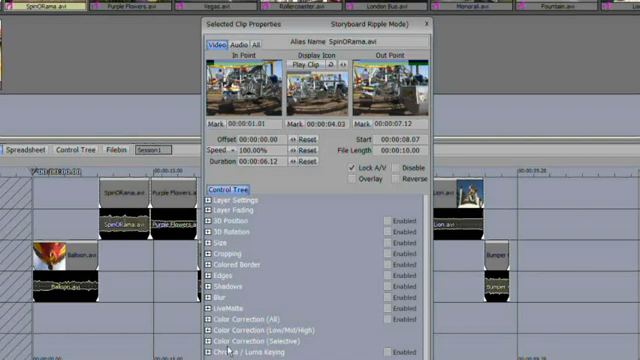 SpinORama.avi Purple Flowers.avi Vegas.avi Rollercoaster.avi London Bus.avi Monorail.avi Fountain.avi
Selected Clip Properties Storyboard Ripple Mode) X
Video Audio All Alias Name SpinORama.avi
In Point Display Icon Out Point
Play Clip
Mark 00:00:01.01 Mark 00:00:04.03 Mark 00:00:07.12
Offset 00:00:00.00 Reset Start 00:00:08.07
Speed 100.00% Reset File Length 00:00:10.00
Duration 00:00:06.12 Reset
Lock A/V Disable
Overlay Reverse
Spreadsheet Control Tree Filebin Session1
Control Tree
Layer Settings
Layer Fading
3D Position Enabled
3D Rotation Enabled
Size Enabled
Cropping Enabled
Colored Border Enabled
Edges Enabled
Shadows Enabled
Blur Enabled
LiveMatte Enabled
Color Correction (All) Enabled
Color Correction (Low/Mid/High)
Color Correction (Selective)
Chroma / Luma Keying Enabled
00:00:15.00
SpinORama.avi Purple Flowers
SpinORama.avi Purple Flowers.avi
Lion.avi
Lion.avi
Balloon.avi Bumper
Balloon.avi Bumper